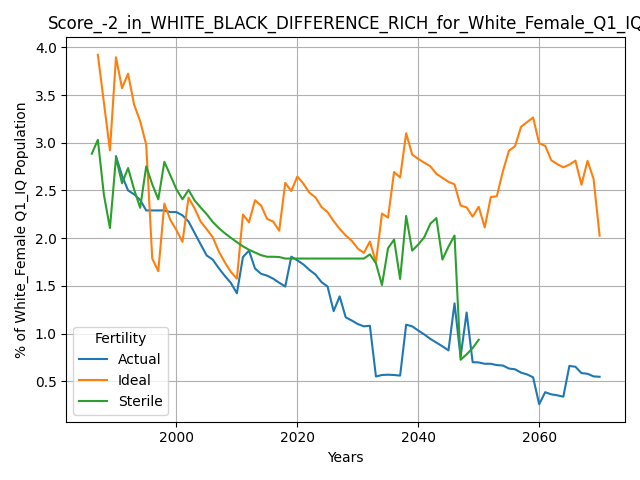 Score_-2_in_WHITE_BLACK_DIFFERENCE_RICH_for_White_Female_Q1_IQ
4.0
3.5
3.0
2.5
2.0
1.5
1.0
0.5
% of White_Female Q1_IQ Population
Fertility
Actual
Ideal
Sterile
2000
2020
2040
2060
Years